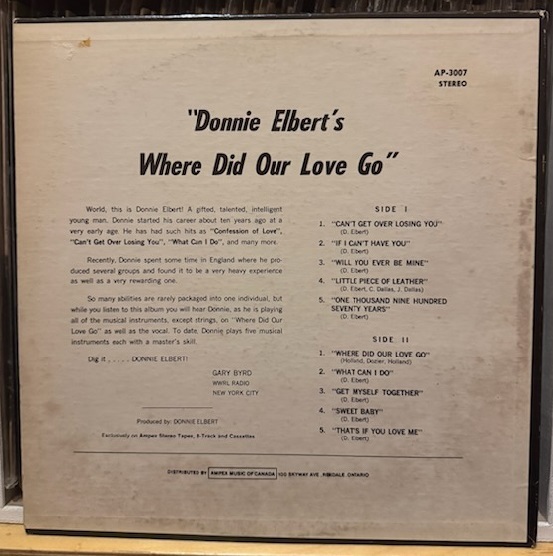 AP-3007
STEREO
"Donnie Elbert's
Where Did Our Love Go"
World, this is Donnie Elbert! A gifted, talented, intelligent
young man. Donnie started his career about ten years ago at a
very early age. He has had such hits as "Confession of Love",
"Can't Get Over Losing You", "What Can I Do", and many more.
Recently, Donnie spent some time in England where he pro-
duced several groups and found it to be a very heavy experience
as well as a very rewarding one.
So many abilities are rarely packaged into one individual, but
while you listen to this album you will hear Donnie, as he is playing
all of the musical instruments, except strings, on "Where Did Our
Love Go" as well as the vocal. To date, Donnie plays five musical
instruments each with a master's skill.
Dig it . . . . . DONNIE ELBERT!
GARY BYRD
WWRL RADIO
NEW YORK CITY
Produced by: DONNIE ELBERT
Exclusively on Ampex Stereo Tapes, 8-Track and Cassettes
SIDE I
1. "CAN'T GET OVER LOSING YOU"
(D. Ebert)
2. "IF I CAN'T HAVE YOU"
(D. Ebert)
3. "WILL YOU EVER BE MINE"
(D. Ebert)
4. "LITTLE PIECE OF LEATHER"
(D. Ebert, C. Dallas, J. Dallas)
5. "ONE THOUSAND NINE HUNDRED
SEVENTY YEARS"
(D. Ebert)
SIDE II
1. "WHERE DID OUR LOVE GO"
(Holland, Dozier, Holland)
2. "WHAT CAN I DO"
(D. Ebert)
3. "GET MYSELF TOGETHER"
(D. Ebert)
4. "SWEET BABY"
(D. Ebert)
5. "THAT'S IF YOU LOVE ME"
(D. Ebert)
DISTRIBUTED BY AMPEX MUSIC OF CANADA 100 SKYWAY AVE. REXDALE ONTARIO